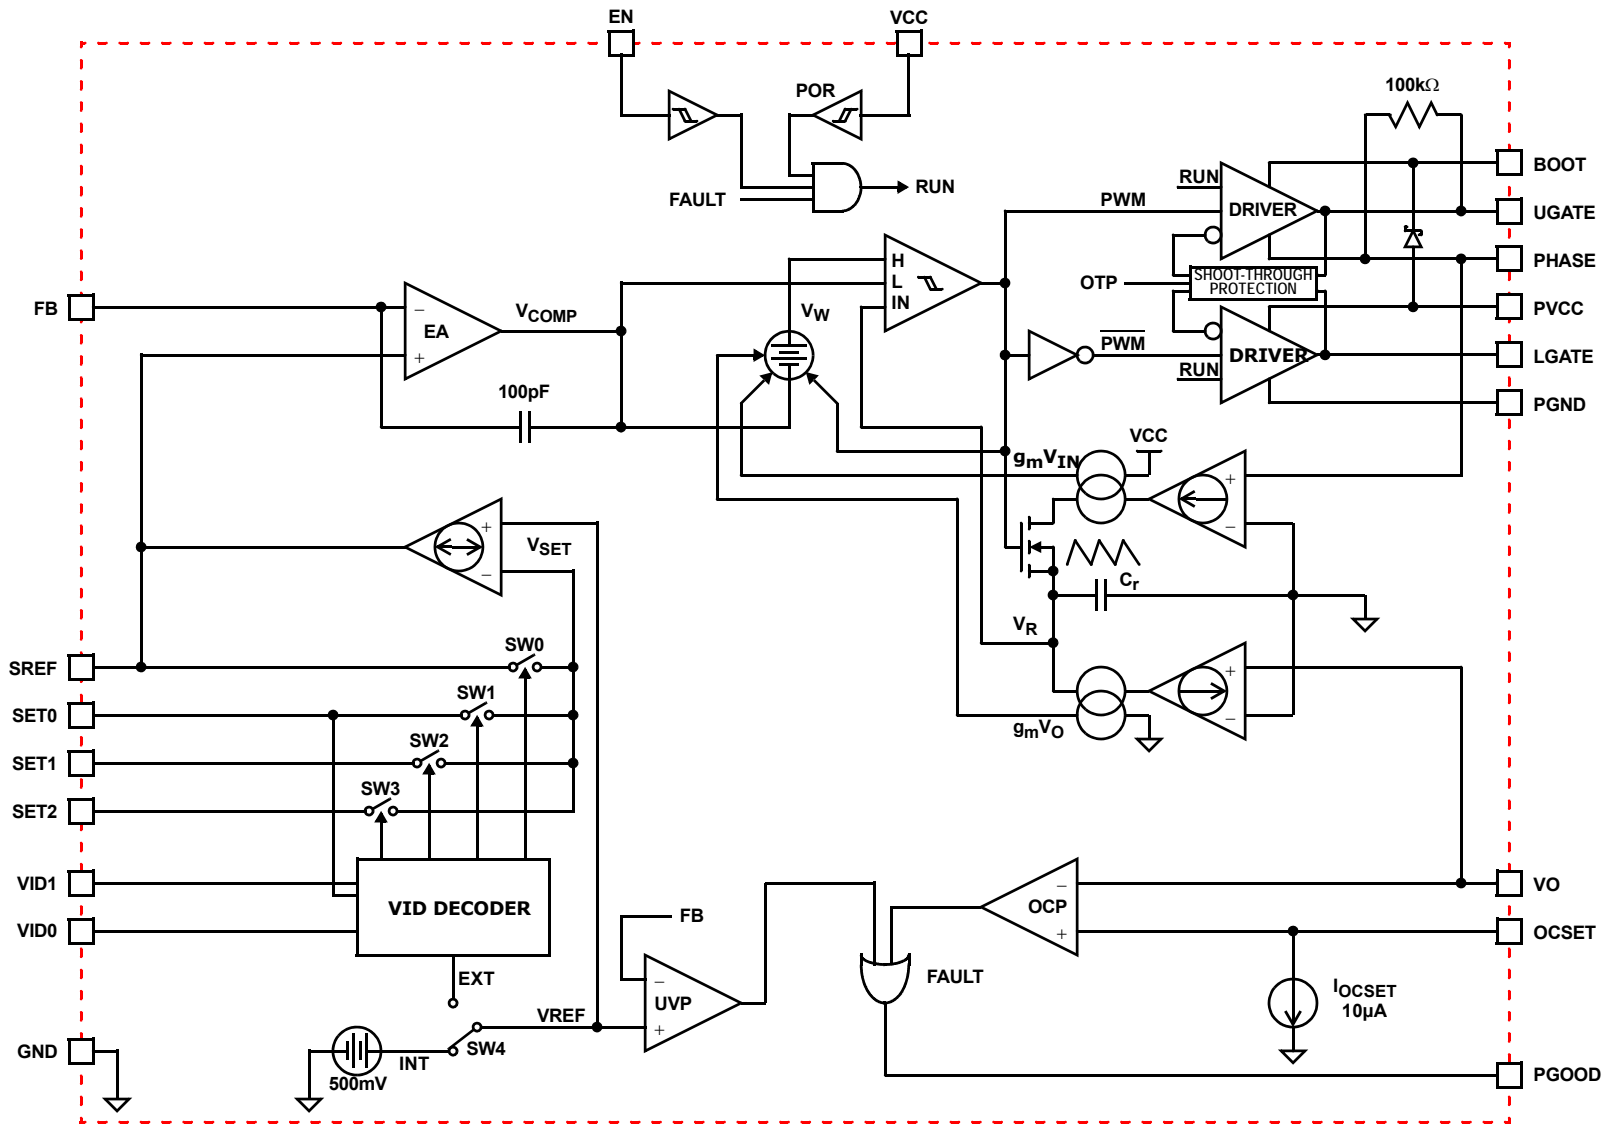 EN
VCC
POR
100kΩ
RUN
FAULT
RUN
PWM
DRIVER
BOOT
UGATE
PHASE
PVCC
LGATE
PGND
OTP
SHOOT-THROUGH
PROTECTION
PWM
DRIVER
RUN
FB
−
EA
+
VCOMP
VW
H
L
IN
100pF
VCC
gmVIN
+
−
+
VSET
−
Cr
VR
SW0
SREF
SW1
SET0
SW2
SET1
SW3
SET2
+
−
gmVO
VID1
VID0
VID DECODER
EXT
FB
−
UVP
+
VREF
SW4
INT
500mV
GND
−
OCP
+
FAULT
VO
OCSET
IOCSET
10µA
PGOOD